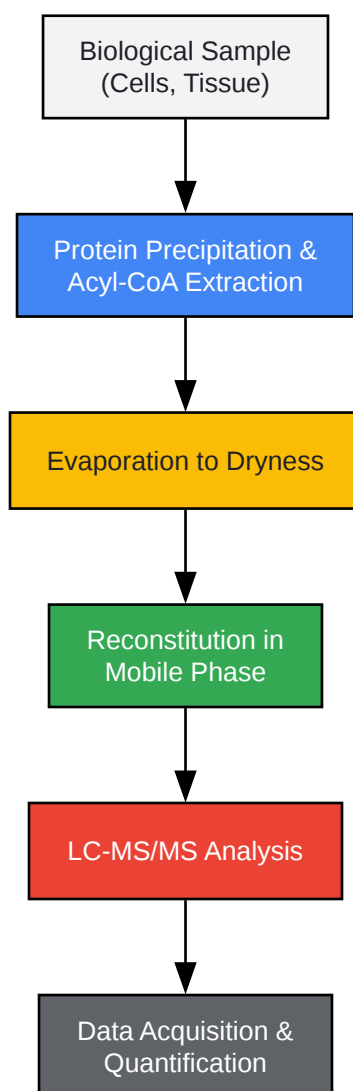 Biological Sample
(Cells, Tissue)
Protein Precipitation &
Acyl-CoA Extraction
Evaporation to Dryness
Reconstitution in
Mobile Phase
LC-MS/MS Analysis
Data Acquisition &
Quantification